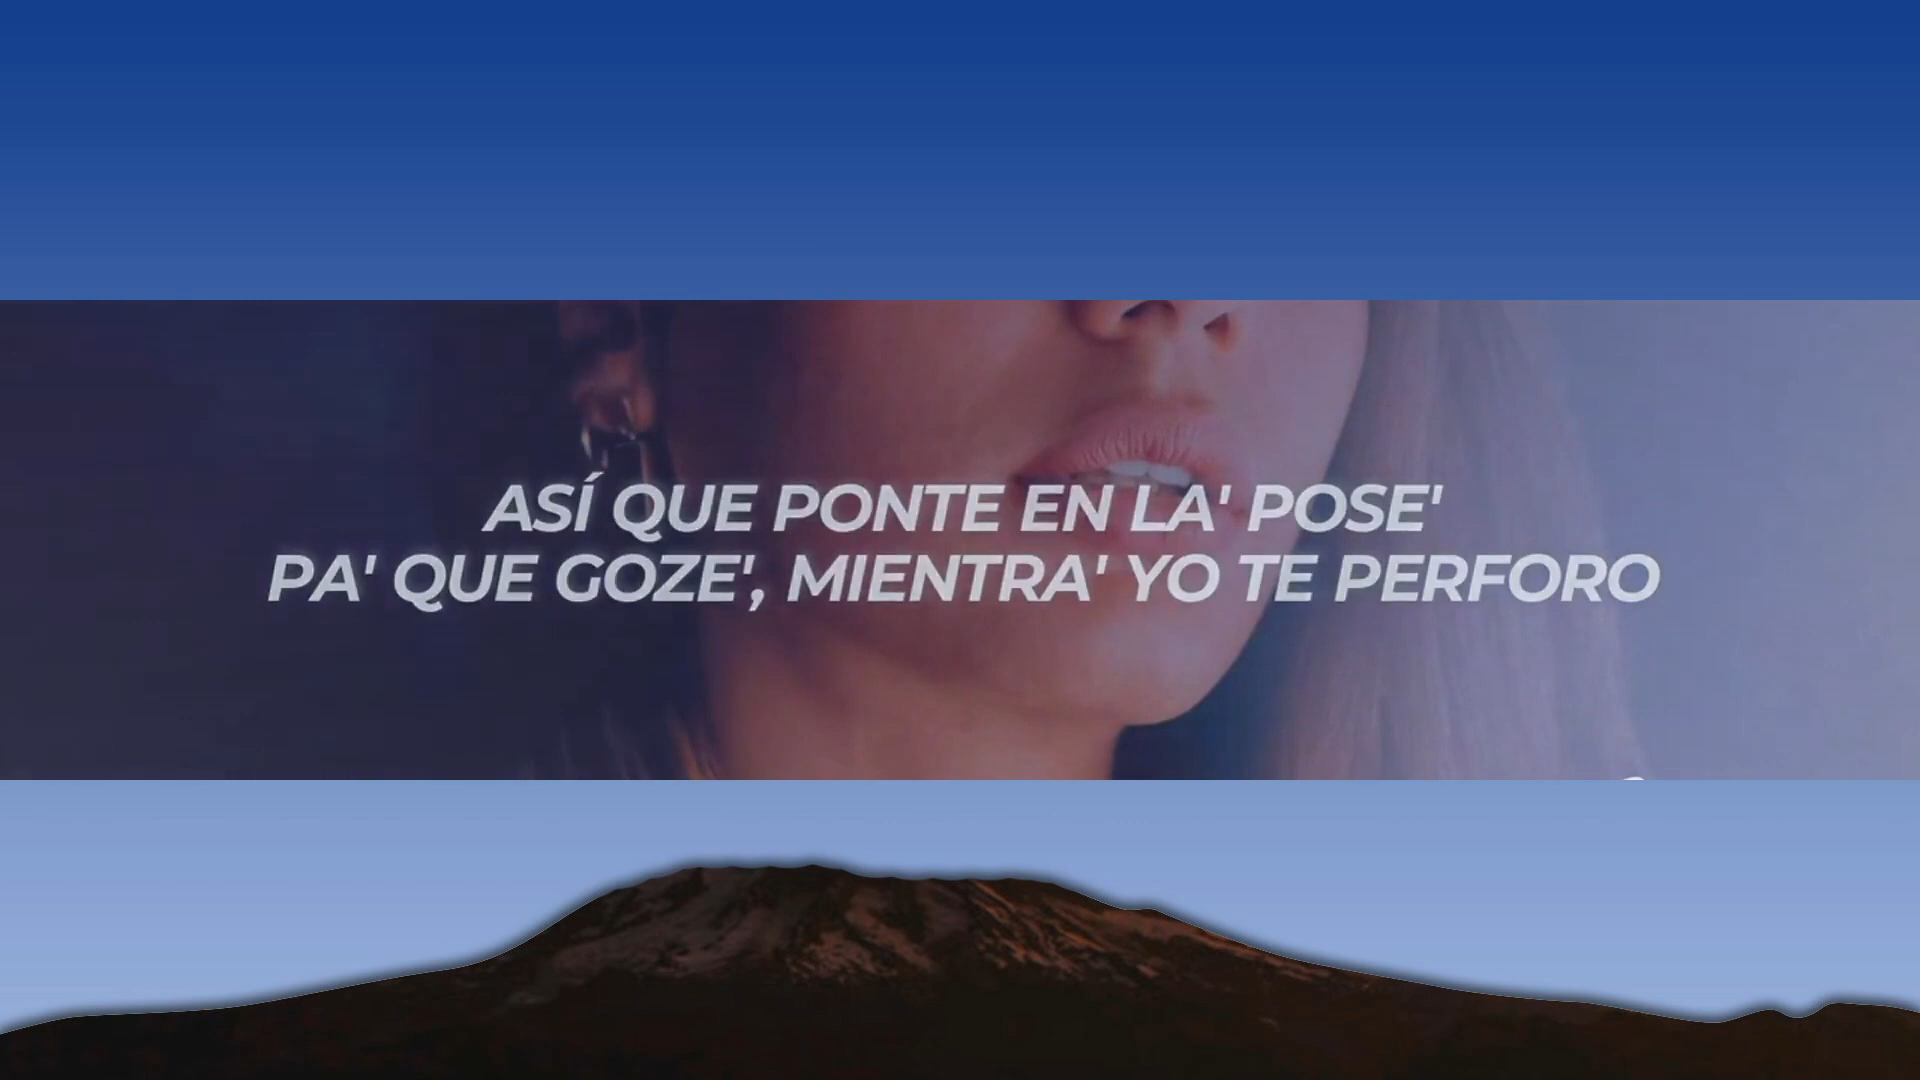 ASÍ QUE PONTE EN LA' POSE'
PA' QUE GOZE', MIENTRA' YO TE PERFORO